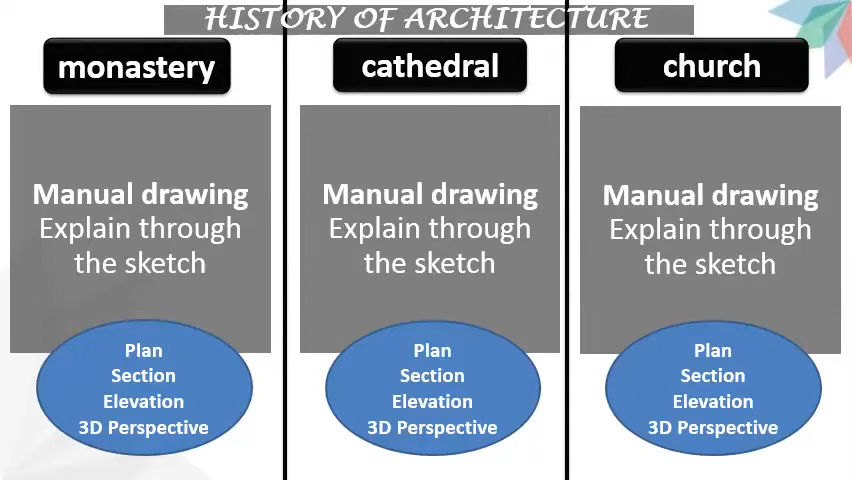 HISTORY OF ARCHITECTURE
monastery
Manual drawing
Explain through
the sketch
Plan
Section
Elevation
3D Perspective
cathedral
Manual drawing
Explain through
the sketch
Plan
Section
Elevation
3D Perspective
church
Manual drawing
Explain through
the sketch
Plan
Section
Elevation
3D Perspective